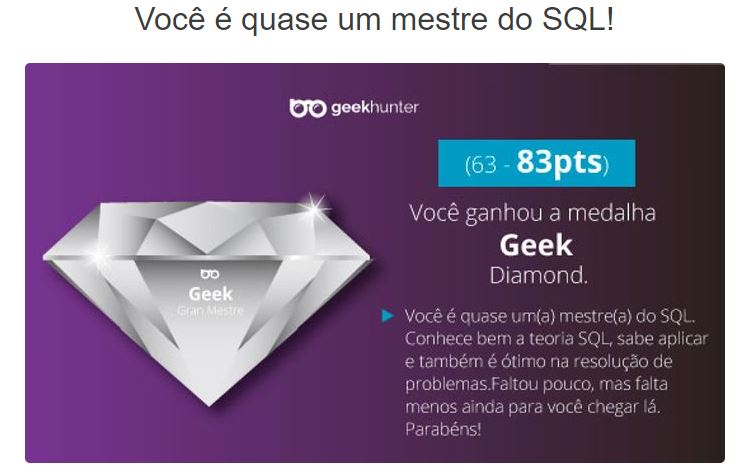 Você é quase um mestre do SQL!
geekhunter
(63 - 83pts)
Você ganhou a medalha
Geek
Diamond.
Geek
Gran Mestre
Você é quase um(a) mestre(a) do SQL.
Conhece bem a teoria SQL, sabe aplicar
e também é ótimo na resolução de
problemas.Faltou pouco, mas falta
menos ainda para você chegar lá.
Parabéns!